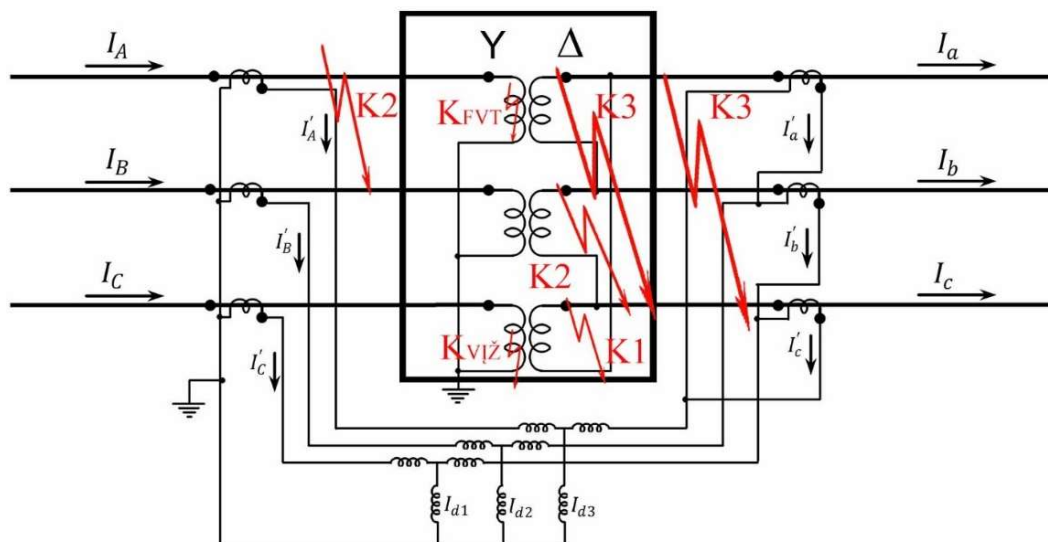 I_A Y Δ I_a
K2 K_FVT K3 K3
I'_A I'_a
I_B I_b
I'_B I'_b
K2
I_C I_c
K_VĮŽ K1
I'_C I'_c
I_d1 I_d2 I_d3